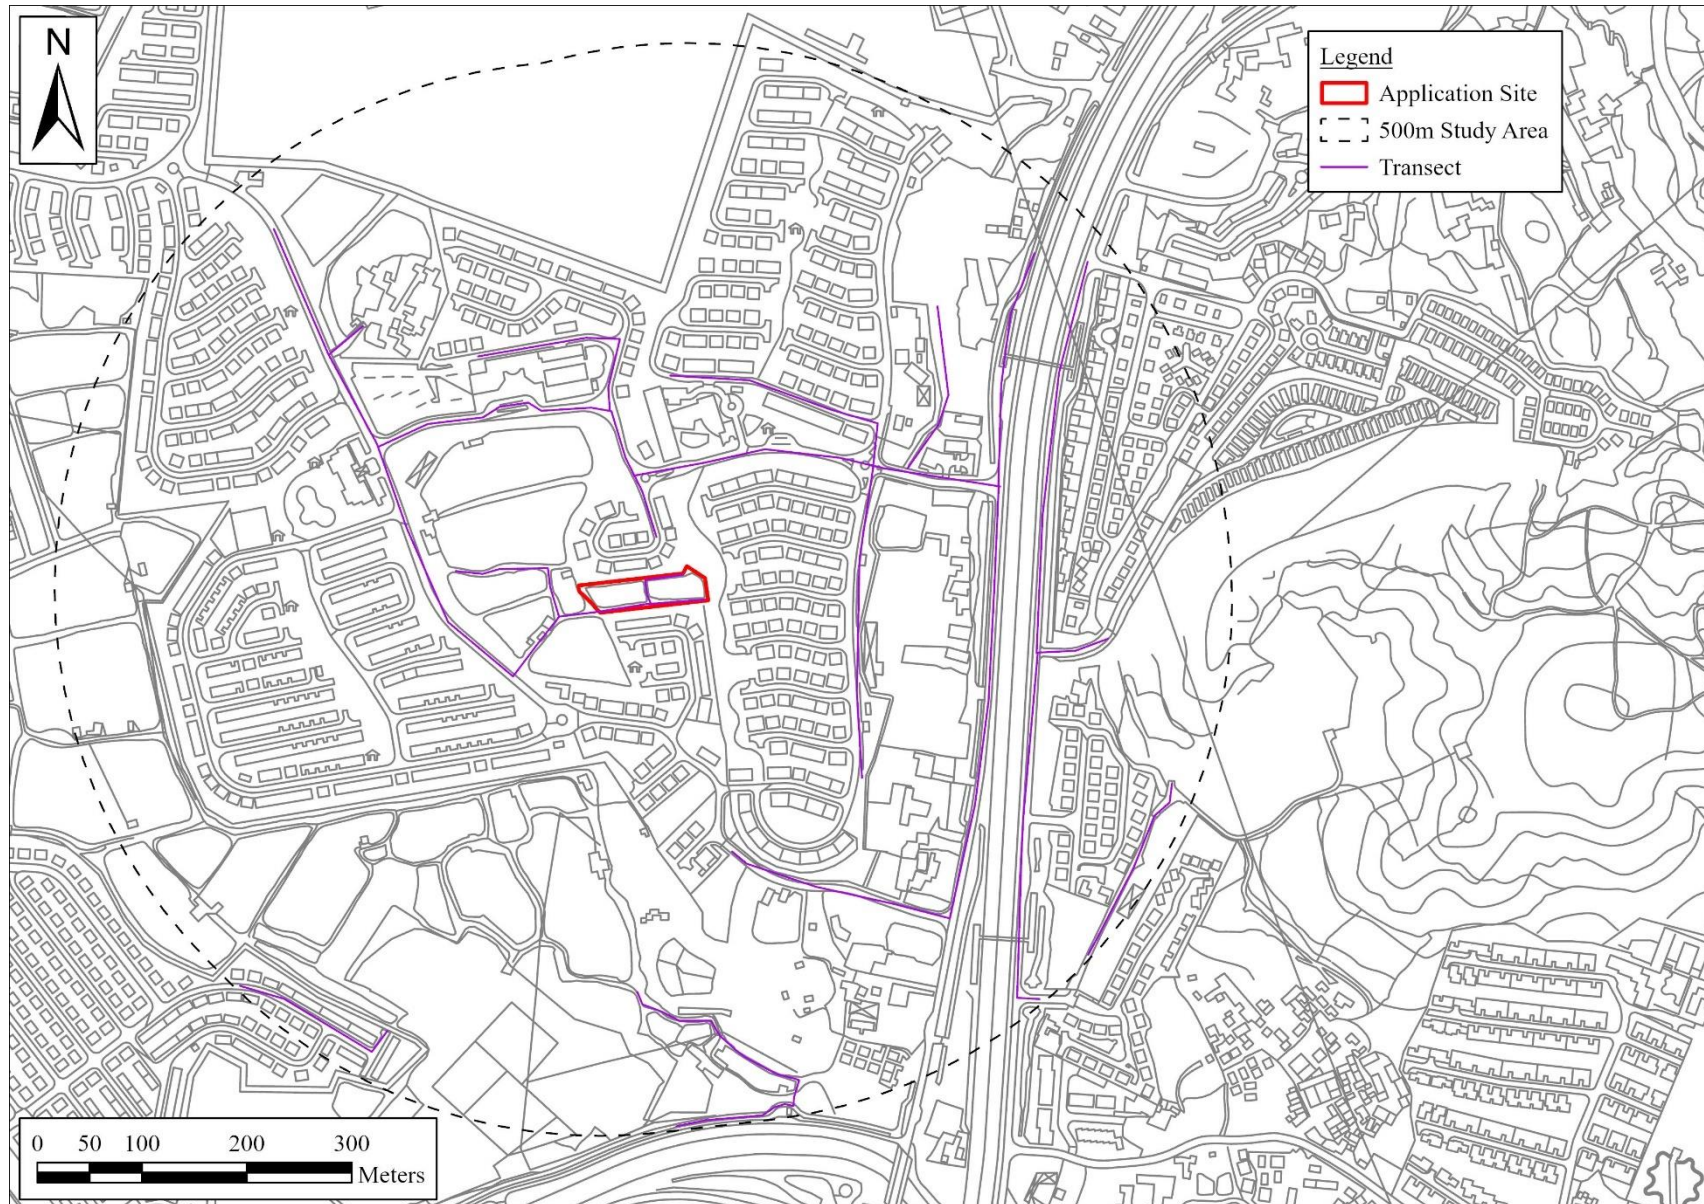 N
Legend
Application Site
500m Study Area
Transect
0 50 100 200 300
Meters